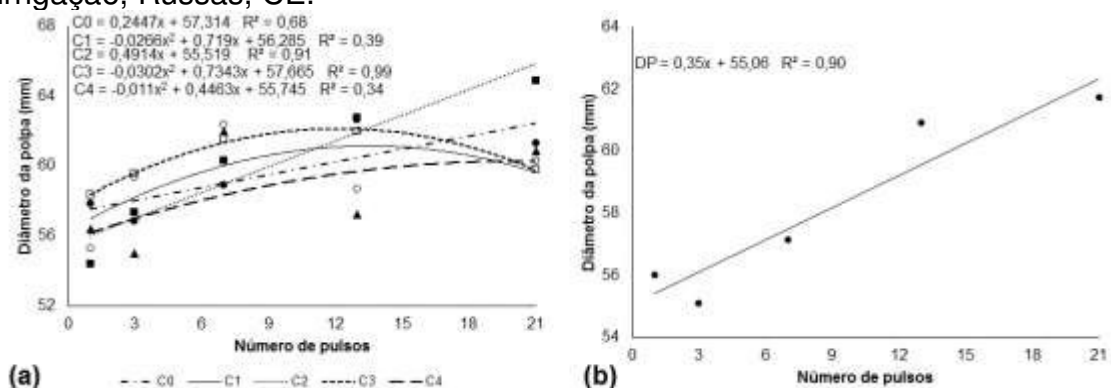 irrigação, Russas, CE.
C0 = 0,2447x + 57,314 R² = 0,68
C1 = -0,0266x² + 0,719x + 56,285 R² = 0,39
C2 = 0,4914x + 55,519 R² = 0,91
C3 = -0,0302x² + 0,7343x + 57,665 R² = 0,99
C4 = -0,011x² + 0,4463x + 55,745 R² = 0,34
Diâmetro da polpa (mm)
68
64
60
56
52
0 3 6 9 12 15 18 21
Número de pulsos
(a)
C0 C1 C2 C3 C4
DP = 0,35x + 55,06 R² = 0,90
Diâmetro da polpa (mm)
64
62
60
58
56
54
0 3 6 9 12 15 18 21
Número de pulsos
(b)